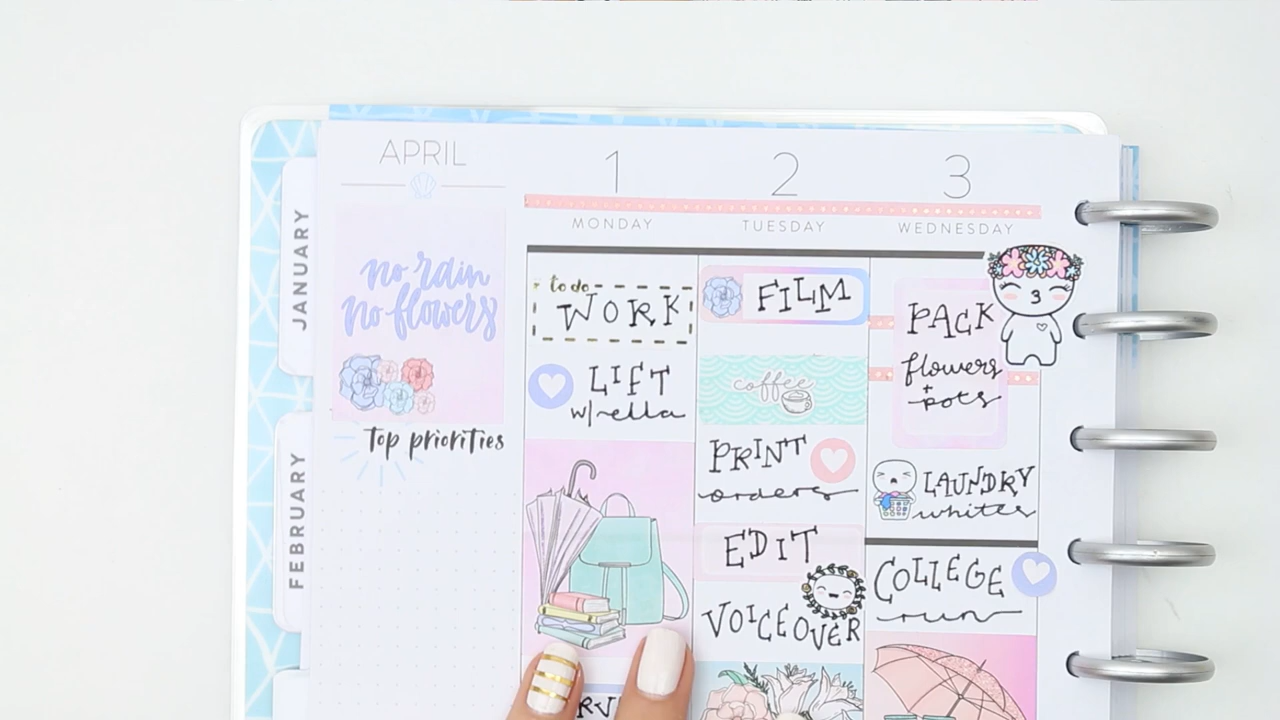 APRIL
1
2
3
MONDAY
TUESDAY
WEDNESDAY
JANUARY
FEBRUARY
no rain
no flowers
Top priorities
to do
WORK
LIFT
w/ella
FILM
coffee
PRINT
orders
EDIT
VOICEOVER
PACK
flowers
+
pots
LAUNDRY
whites
COLLEGE
run